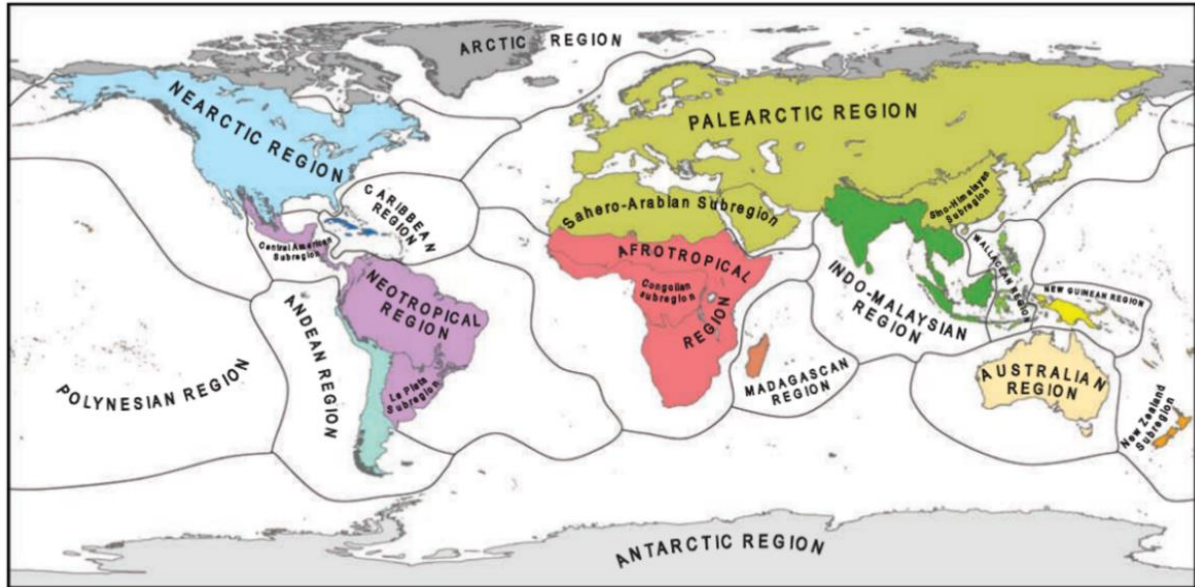 ARCTIC REGION
NEARCTIC REGION
PALEARCTIC REGION
CARIBBEAN
REGION
Sahero-Arabian Subregion
Sino-Himalayan
Subregion
Central American
Subregion
AFROTROPICAL
REGION
Congolian
subregion
WALLACEAN REGION
NEOTROPICAL
REGION
INDO-MALAYSIAN
REGION
NEW GUINEAN REGION
ANDEAN REGION
POLYNESIAN REGION
La Plata
Subregion
MADAGASCAN
REGION
AUSTRALIAN
REGION
New Zealand
Subregion
ANTARCTIC REGION